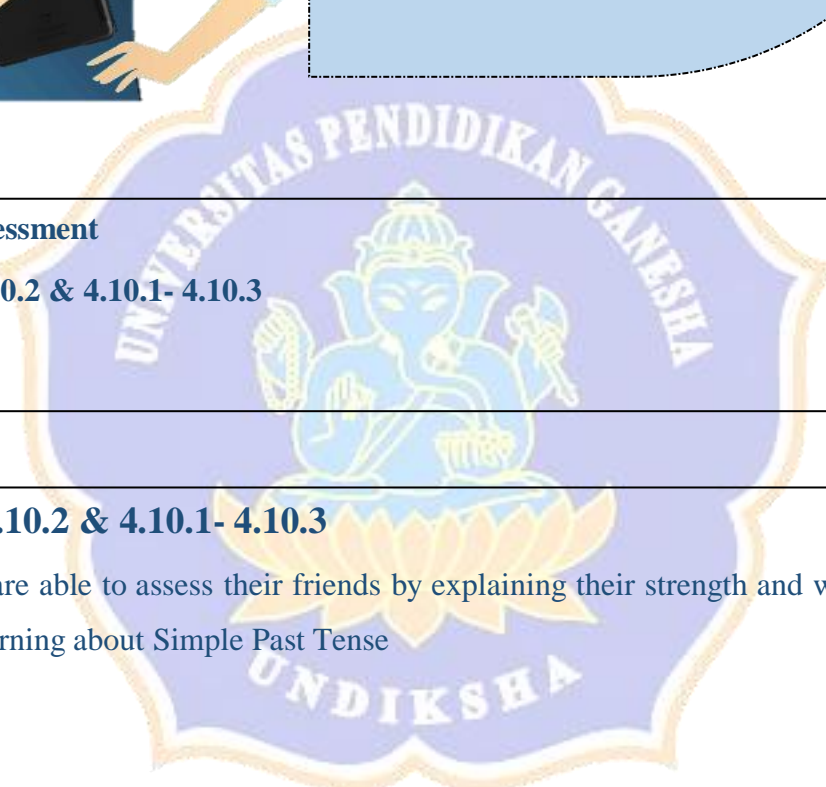 UNIVERSITAS PENDIDIKAN GANESHA
essment
0.2 & 4.10.1- 4.10.3
.10.2 & 4.10.1- 4.10.3
are able to assess their friends by explaining their strength and w
rning about Simple Past Tense
UNDIKSHA